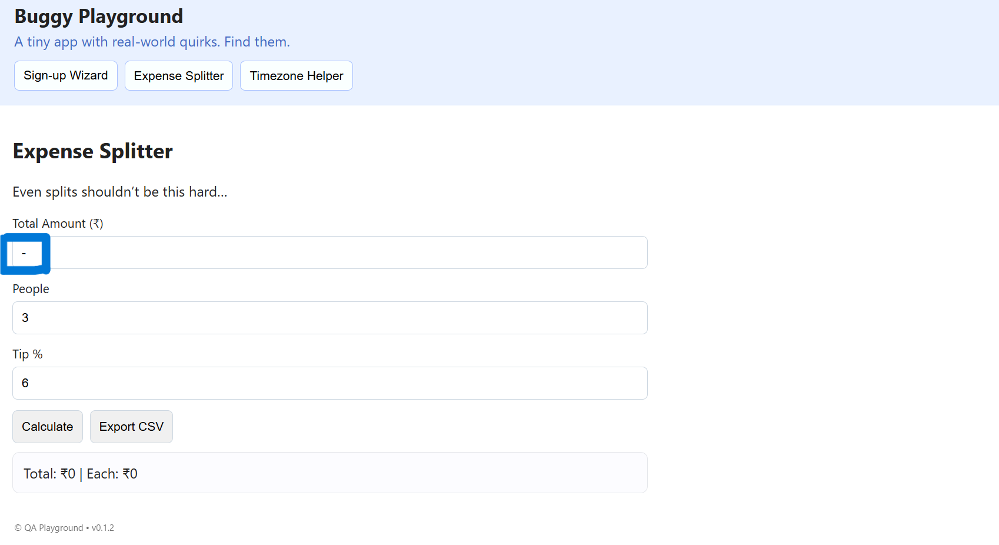 Buggy Playground
A tiny app with real-world quirks. Find them.
Sign-up Wizard Expense Splitter Timezone Helper
Expense Splitter
Even splits shouldn’t be this hard…
Total Amount (₹)
-
People
3
Tip %
6
Calculate Export CSV
Total: ₹0 | Each: ₹0
© QA Playground • v0.1.2